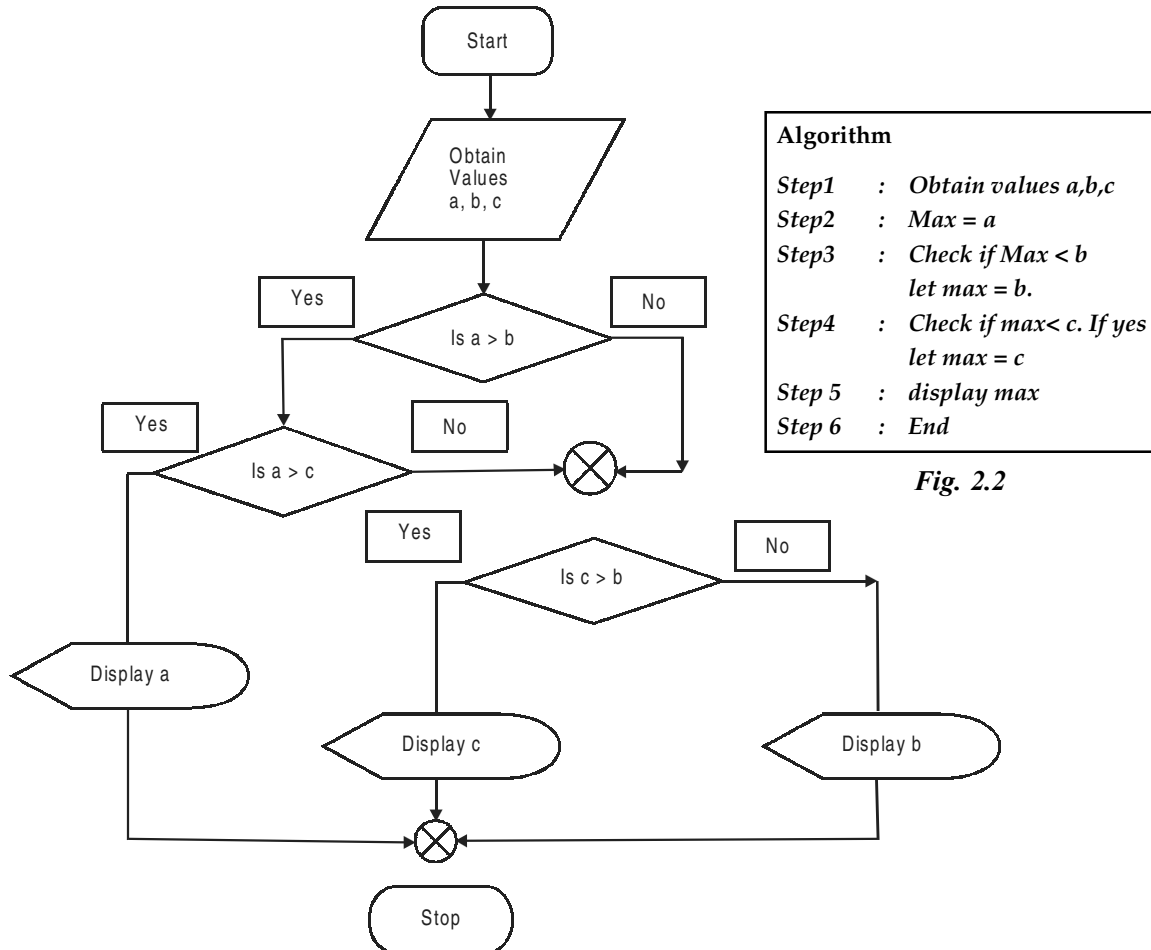 Start
Obtain
Values
a, b, c
Yes
No
Is a > b
Yes
No
Is a > c
Yes
No
Is c > b
Display a
Display c
Display b
Stop
Algorithm
Step1 : Obtain values a,b,c
Step2 : Max = a
Step3 : Check if Max < b
let max = b.
Step4 : Check if max< c. If yes
let max = c
Step 5 : display max
Step 6 : End
Fig. 2.2